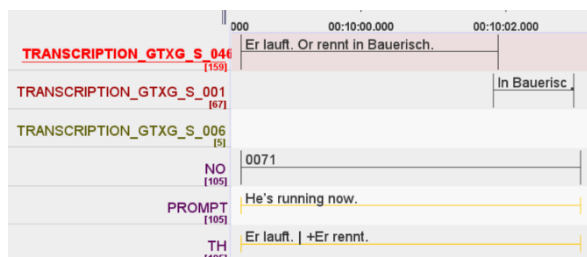 000 00:10:00.000 00:10:02.000
TRANSCRIPTION_GTXG_S_046 Er lauft. Or rennt in Bauerisch.
[159]
TRANSCRIPTION_GTXG_S_001 In Bauerisc
[67]
TRANSCRIPTION_GTXG_S_006
[5]
NO 0071
[105]
PROMPT He's running now.
[105]
TH Er lauft. | +Er rennt.